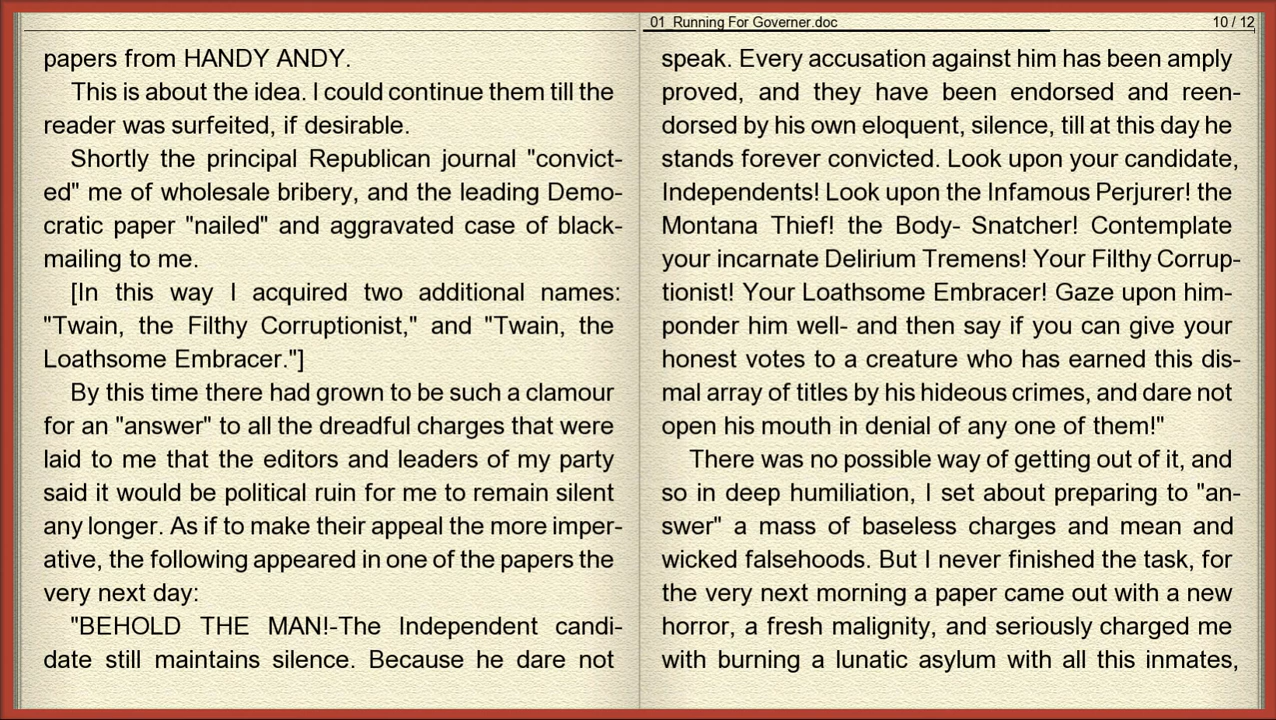 papers from HANDY ANDY.
This is about the idea. I could continue them till the
reader was surfeited, if desirable.
Shortly the principal Republican journal "convict-
ed" me of wholesale bribery, and the leading Demo-
cratic paper "nailed" and aggravated case of black-
mailing to me.
[In this way I acquired two additional names:
"Twain, the Filthy Corruptionist," and "Twain, the
Loathsome Embracer."]
By this time there had grown to be such a clamour
for an "answer" to all the dreadful charges that were
laid to me that the editors and leaders of my party
said it would be political ruin for me to remain silent
any longer. As if to make their appeal the more imper-
ative, the following appeared in one of the papers the
very next day:
"BEHOLD THE MAN!-The Independent candi-
date still maintains silence. Because he dare not
01_Running For Governer.doc
10 / 12
speak. Every accusation against him has been amply
proved, and they have been endorsed and reen-
dorsed by his own eloquent, silence, till at this day he
stands forever convicted. Look upon your candidate,
Independents! Look upon the Infamous Perjurer! the
Montana Thief! the Body- Snatcher! Contemplate
your incarnate Delirium Tremens! Your Filthy Corrup-
tionist! Your Loathsome Embracer! Gaze upon him-
ponder him well- and then say if you can give your
honest votes to a creature who has earned this dis-
mal array of titles by his hideous crimes, and dare not
open his mouth in denial of any one of them!"
There was no possible way of getting out of it, and
so in deep humiliation, I set about preparing to "an-
swer" a mass of baseless charges and mean and
wicked falsehoods. But I never finished the task, for
the very next morning a paper came out with a new
horror, a fresh malignity, and seriously charged me
with burning a lunatic asylum with all this inmates,